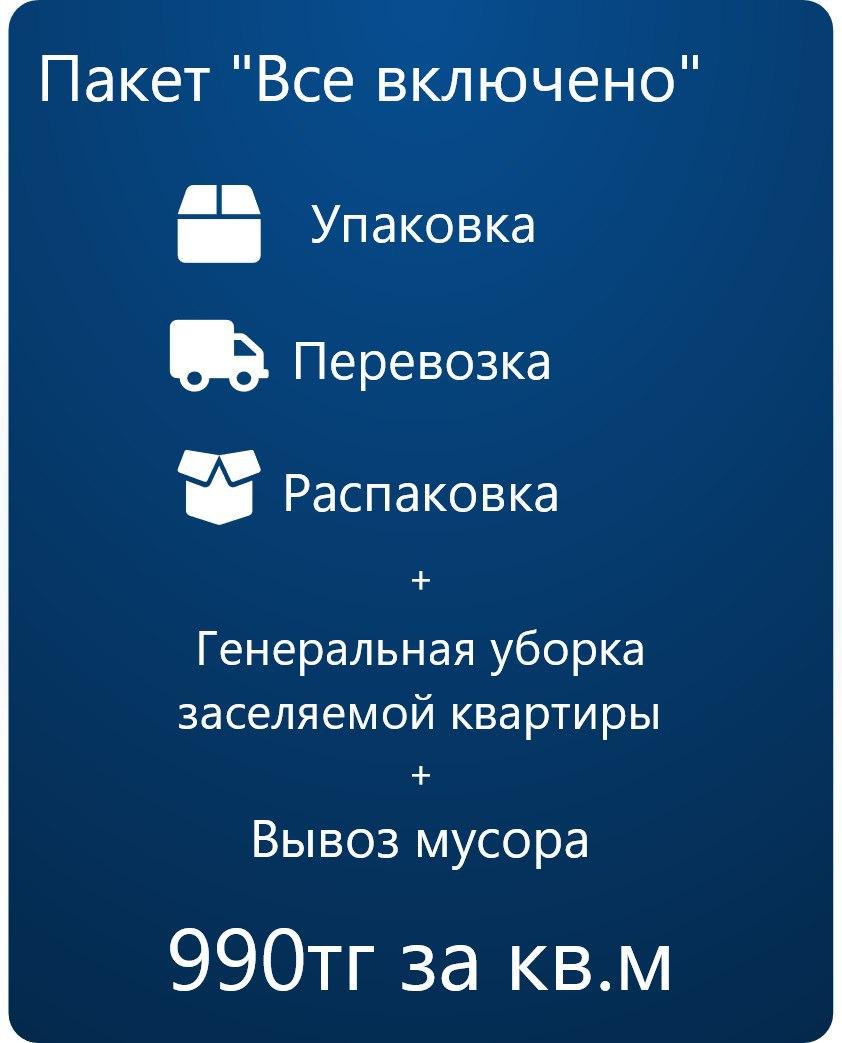 Пакет "Все включено"
Упаковка
Перевозка
Распаковка
+
Генеральная уборка
заселяемой квартиры
+
Вывоз мусора
990тг за кв.м